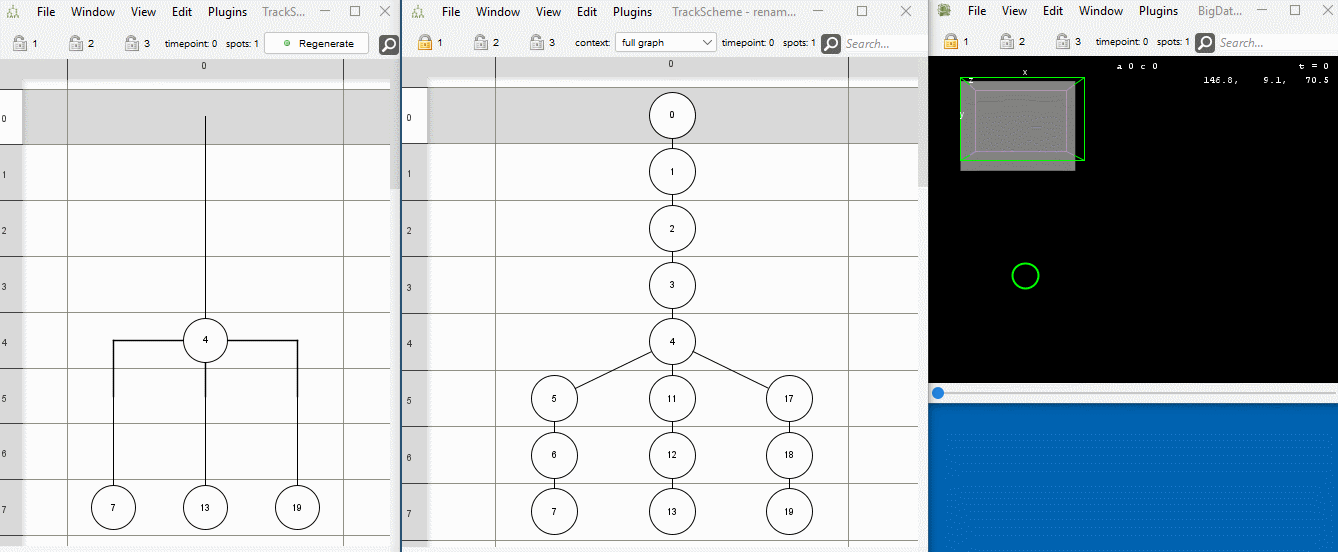 File Window View Edit Plugins TrackS...
1 2 3 timepoint: 0 spots: 1 Regenerate
0
0
1
2
3
4
4
5
6
7
7 13 19
File Window View Edit Plugins TrackScheme - renam...
1 2 3 context: full graph timepoint: 0 spots: 1 Search...
0
0 0
1 1
2 2
3 3
4 4
5 5 11 17
6 6 12 18
7 7 13 19
File View Edit Window Plugins BigDat...
1 2 3 timepoint: 0 spots: 1 Search...
a 0 c 0 t = 0
146.8, 9.1, 70.5
x
z
y